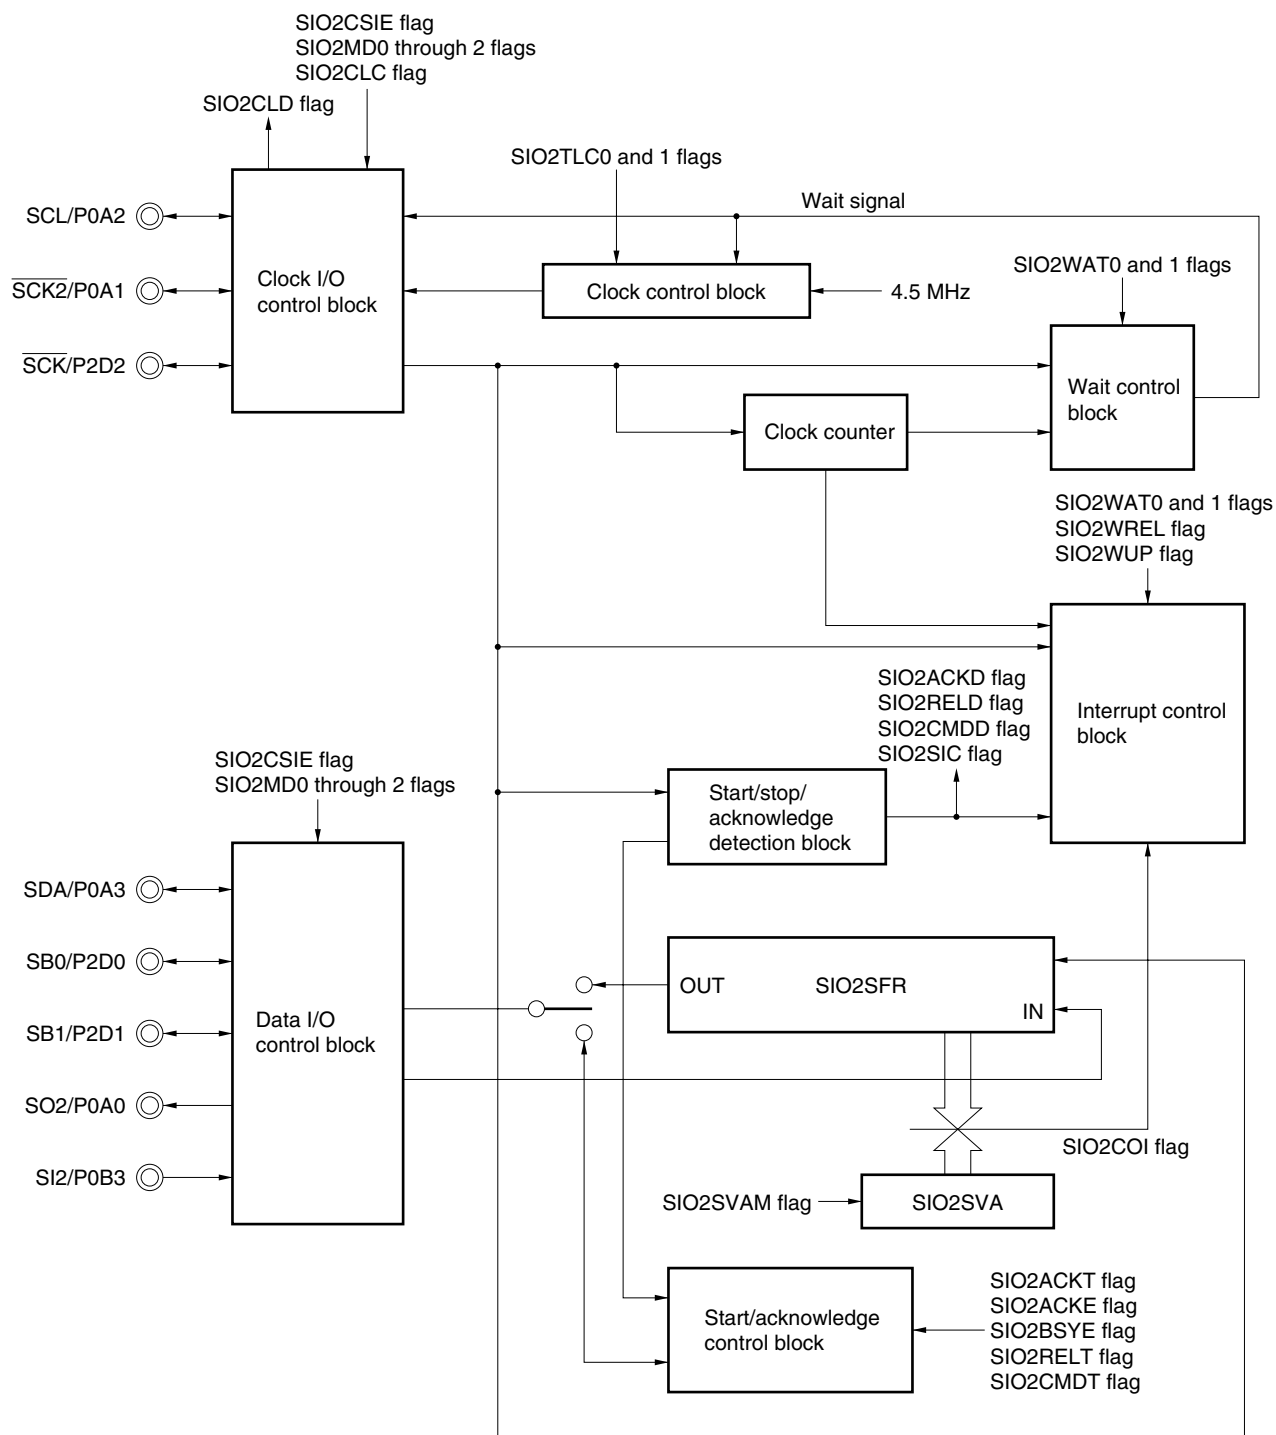 SIO2CSIE flag
SIO2MD0 through 2 flags
SIO2CLC flag
SIO2CLD flag
SIO2TLC0 and 1 flags
Wait signal
SCL/P0A2
SCK2/P0A1
SCK/P2D2
Clock I/O
control block
Clock control block
4.5 MHz
SIO2WAT0 and 1 flags
Wait control
block
Clock counter
SIO2WAT0 and 1 flags
SIO2WREL flag
SIO2WUP flag
Interrupt control
block
SIO2ACKD flag
SIO2RELD flag
SIO2CMDD flag
SIO2SIC flag
SIO2CSIE flag
SIO2MD0 through 2 flags
Start/stop/
acknowledge
detection block
SDA/P0A3
SB0/P2D0
SB1/P2D1
SO2/P0A0
SI2/P0B3
Data I/O
control block
OUT
SIO2SFR
IN
SIO2COI flag
SIO2SVAM flag
SIO2SVA
Start/acknowledge
control block
SIO2ACKT flag
SIO2ACKE flag
SIO2BSYE flag
SIO2RELT flag
SIO2CMDT flag